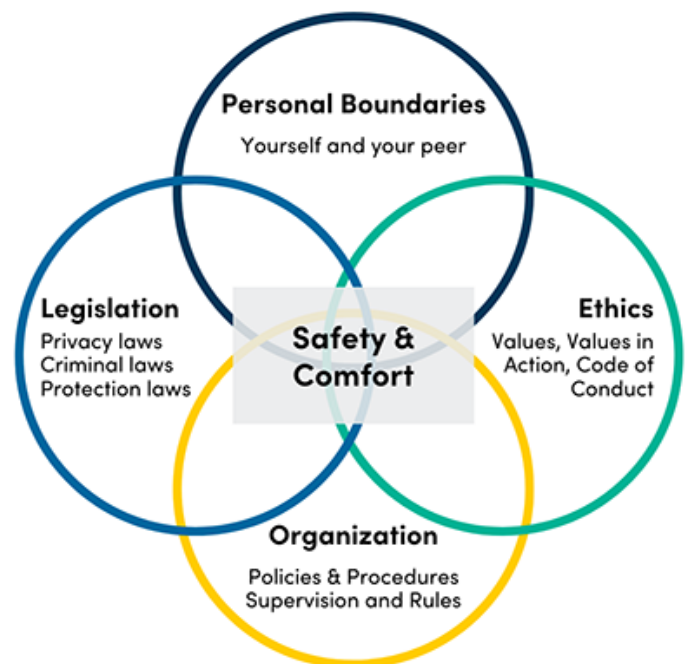 Personal Boundaries
Yourself and your peer
Legislation
Privacy laws
Criminal laws
Protection laws
Safety &
Comfort
Ethics
Values, Values in
Action, Code of
Conduct
Organization
Policies & Procedures
Supervision and Rules